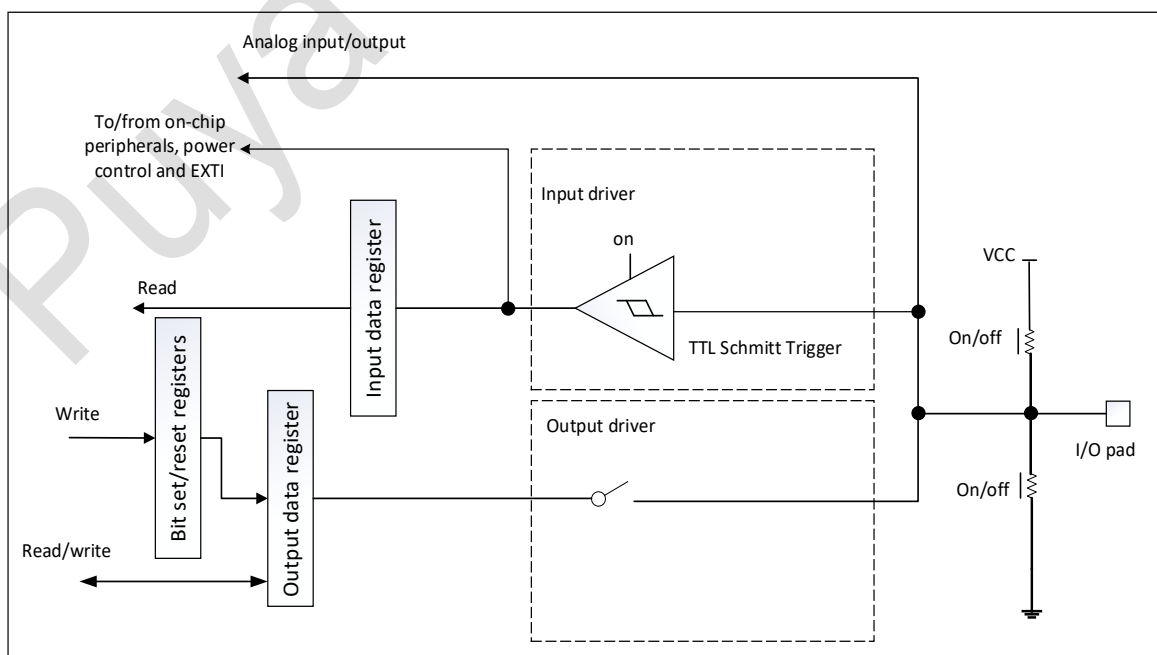 Puya
Analog input/output
To/from on-chip
peripherals, power
control and EXTI
Input driver
on
VCC
Read
Input data register
TTL Schmitt Trigger
On/off
Bit set/reset registers
Write
Output data register
Output driver
I/O pad
On/off
Read/write